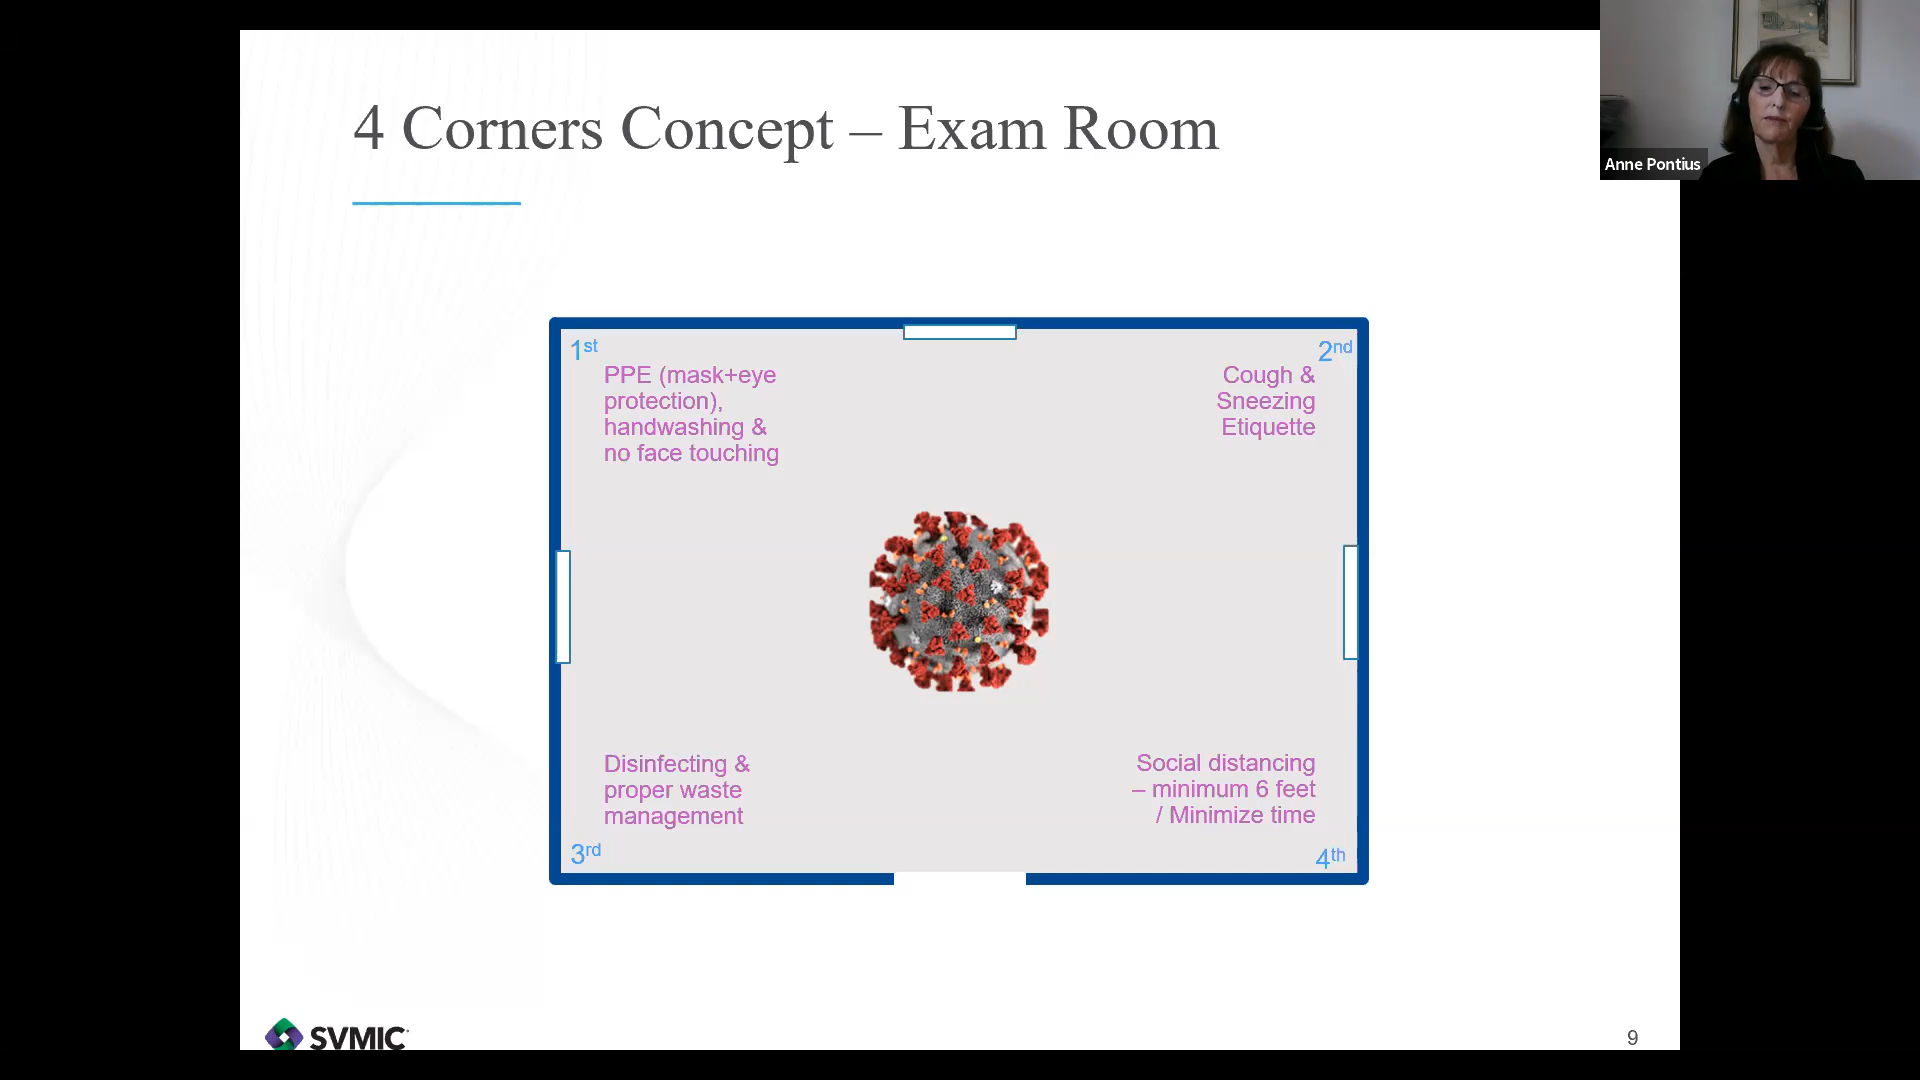 4 Corners Concept – Exam Room
Anne Pontius
1st
2nd
PPE (mask+eye
protection),
handwashing &
no face touching
Cough &
Sneezing
Etiquette
Disinfecting &
proper waste
management
Social distancing
– minimum 6 feet
/ Minimize time
3rd
4th
SVMIC
9